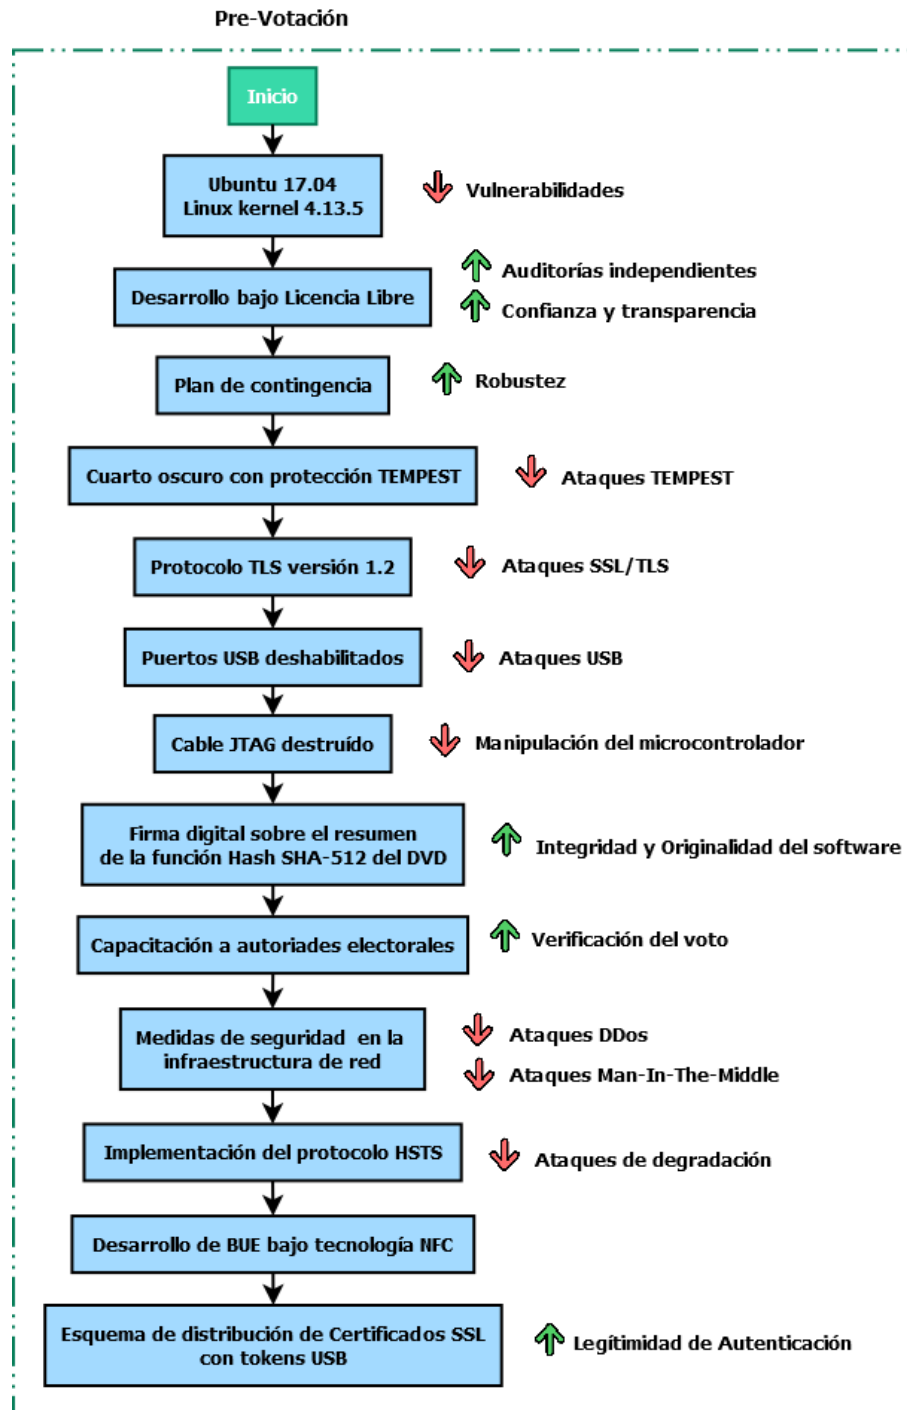 Pre-Votación
Inicio
Ubuntu 17.04
Linux kernel 4.13.5
Vulnerabilidades
Desarrollo bajo Licencia Libre
Auditorías independientes
Confianza y transparencia
Plan de contingencia
Robustez
Cuarto oscuro con protección TEMPEST
Ataques TEMPEST
Protocolo TLS versión 1.2
Ataques SSL/TLS
Puertos USB deshabilitados
Ataques USB
Cable JTAG destruído
Manipulación del microcontrolador
Firma digital sobre el resumen
de la función Hash SHA-512 del DVD
Integridad y Originalidad del software
Capacitación a autoriades electorales
Verificación del voto
Medidas de seguridad en la
infraestructura de red
Ataques DDos
Ataques Man-In-The-Middle
Implementación del protocolo HSTS
Ataques de degradación
Desarrollo de BUE bajo tecnología NFC
Esquema de distribución de Certificados SSL
con tokens USB
Legítimidad de Autenticación